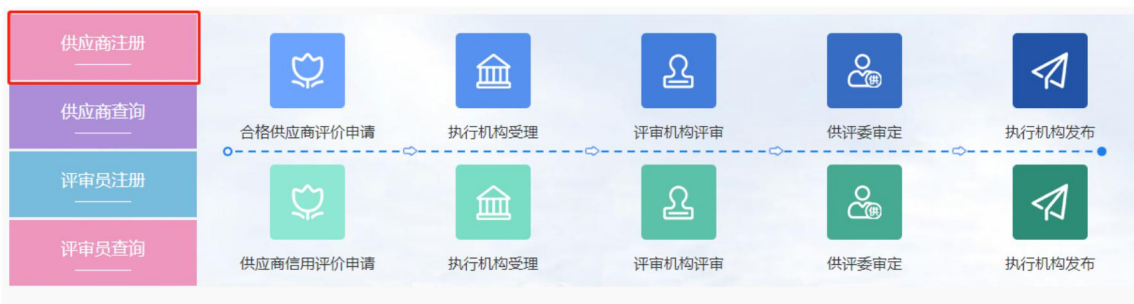 供应商注册
供应商查询
评审员注册
评审员查询
合格供应商评价申请
执行机构受理
评审机构评审
供评委审定
执行机构发布
供
供应商信用评价申请
执行机构受理
评审机构评审
供评委审定
执行机构发布
供